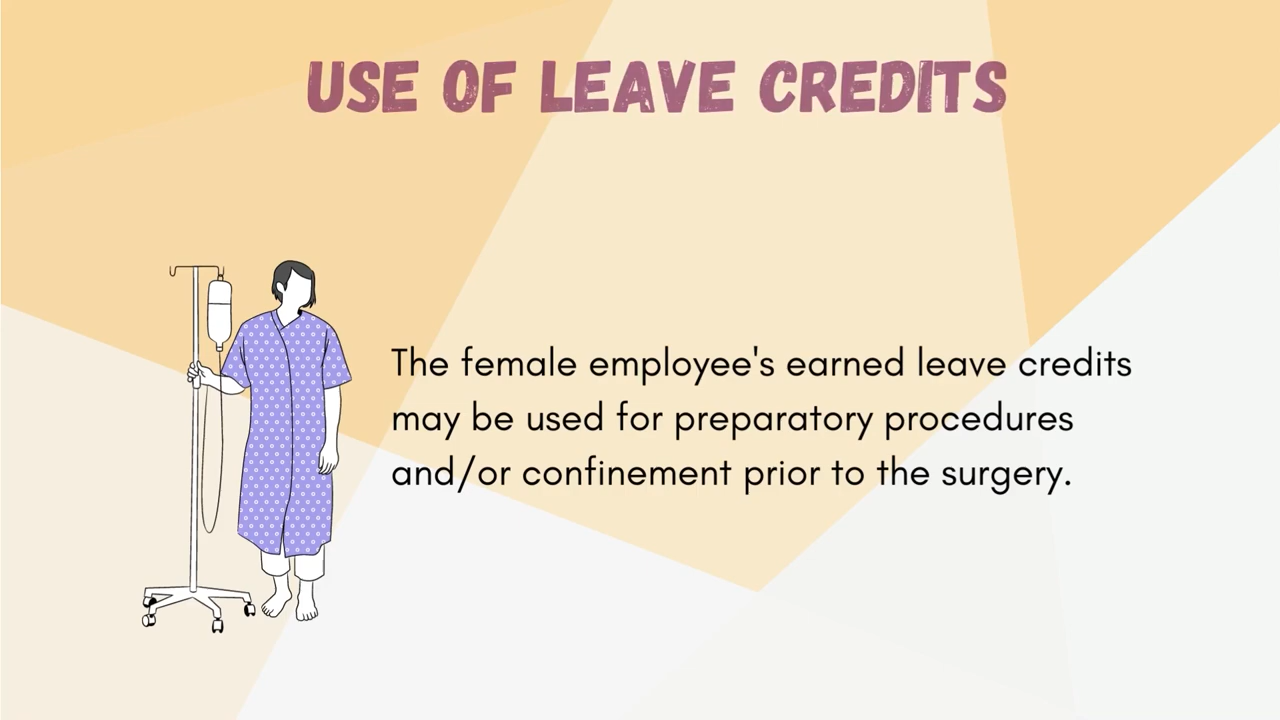 USE OF LEAVE CREDITS
The female employee's earned leave credits
may be used for preparatory procedures
and/or confinement prior to the surgery.